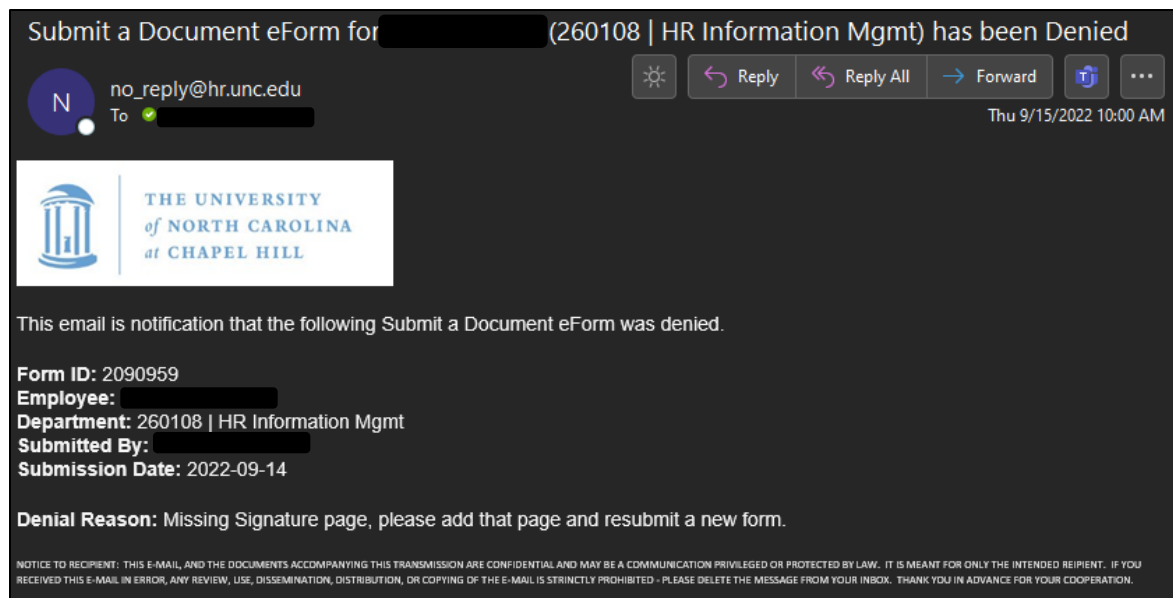 Submit a Document eForm for (260108 | HR Information Mgmt) has been Denied
N
no_reply@hr.unc.edu
To
Reply
Reply All
Forward
Thu 9/15/2022 10:00 AM
THE UNIVERSITY
of NORTH CAROLINA
at CHAPEL HILL
This email is notification that the following Submit a Document eForm was denied.
Form ID: 2090959
Employee:
Department: 260108 | HR Information Mgmt
Submitted By:
Submission Date: 2022-09-14
Denial Reason: Missing Signature page, please add that page and resubmit a new form.
NOTICE TO RECIPIENT: THIS E-MAIL, AND THE DOCUMENTS ACCOMPANYING THIS TRANSMISSION ARE CONFIDENTIAL AND MAY BE A COMMUNICATION PRIVILEGED OR PROTECTED BY LAW. IT IS MEANT FOR ONLY THE INTENDED REIPIENT. IF YOU
RECEIVED THIS E-MAIL IN ERROR, ANY REVIEW, USE, DISSEMINATION, DISTRIBUTION, OR COPYING OF THE E-MAIL IS STRINCTLY PROHIBITED - PLEASE DELETE THE MESSAGE FROM YOUR INBOX. THANK YOU IN ADVANCE FOR YOUR COOPERATION.